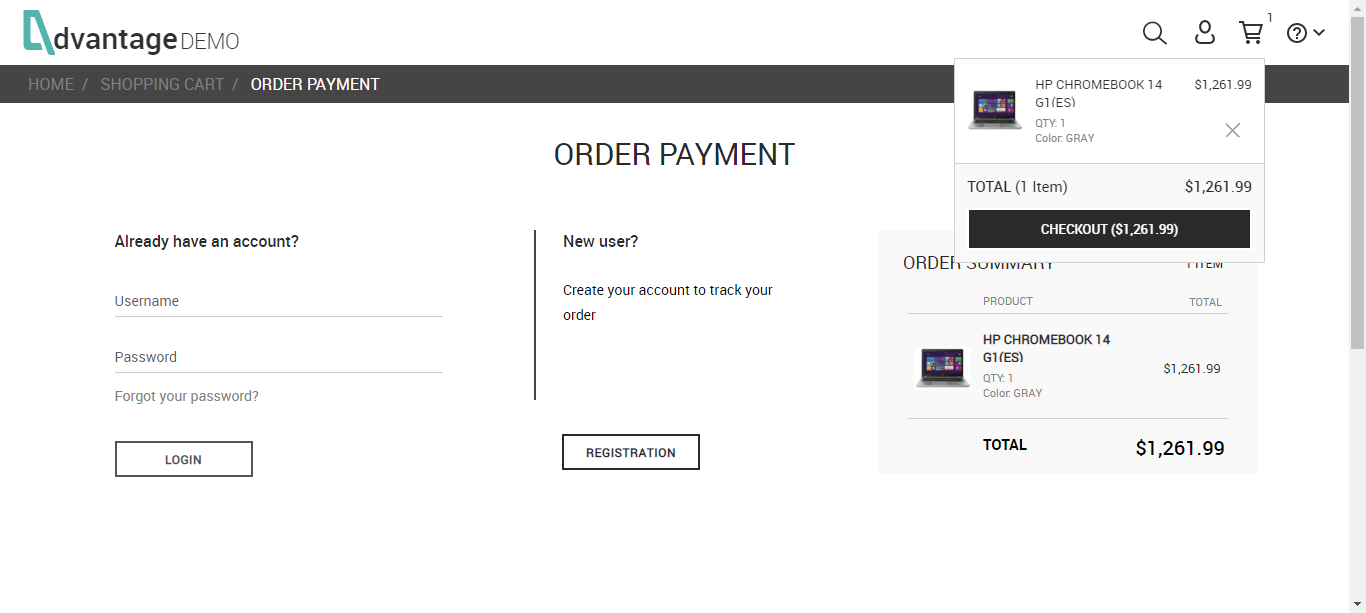 AdvantageDEMO
1
HOME / SHOPPING CART / ORDER PAYMENT
HP CHROMEBOOK 14 $1,261.99
G1(ES)
QTY: 1
Color: GRAY
TOTAL (1 Item) $1,261.99
CHECKOUT ($1,261.99)
ORDER PAYMENT
Already have an account?
Username
Password
Forgot your password?
LOGIN
New user?
Create your account to track your
order
REGISTRATION
ORDER SUMMARY 1 ITEM
PRODUCT TOTAL
HP CHROMEBOOK 14
G1(ES)
$1,261.99
QTY: 1
Color: GRAY
TOTAL $1,261.99